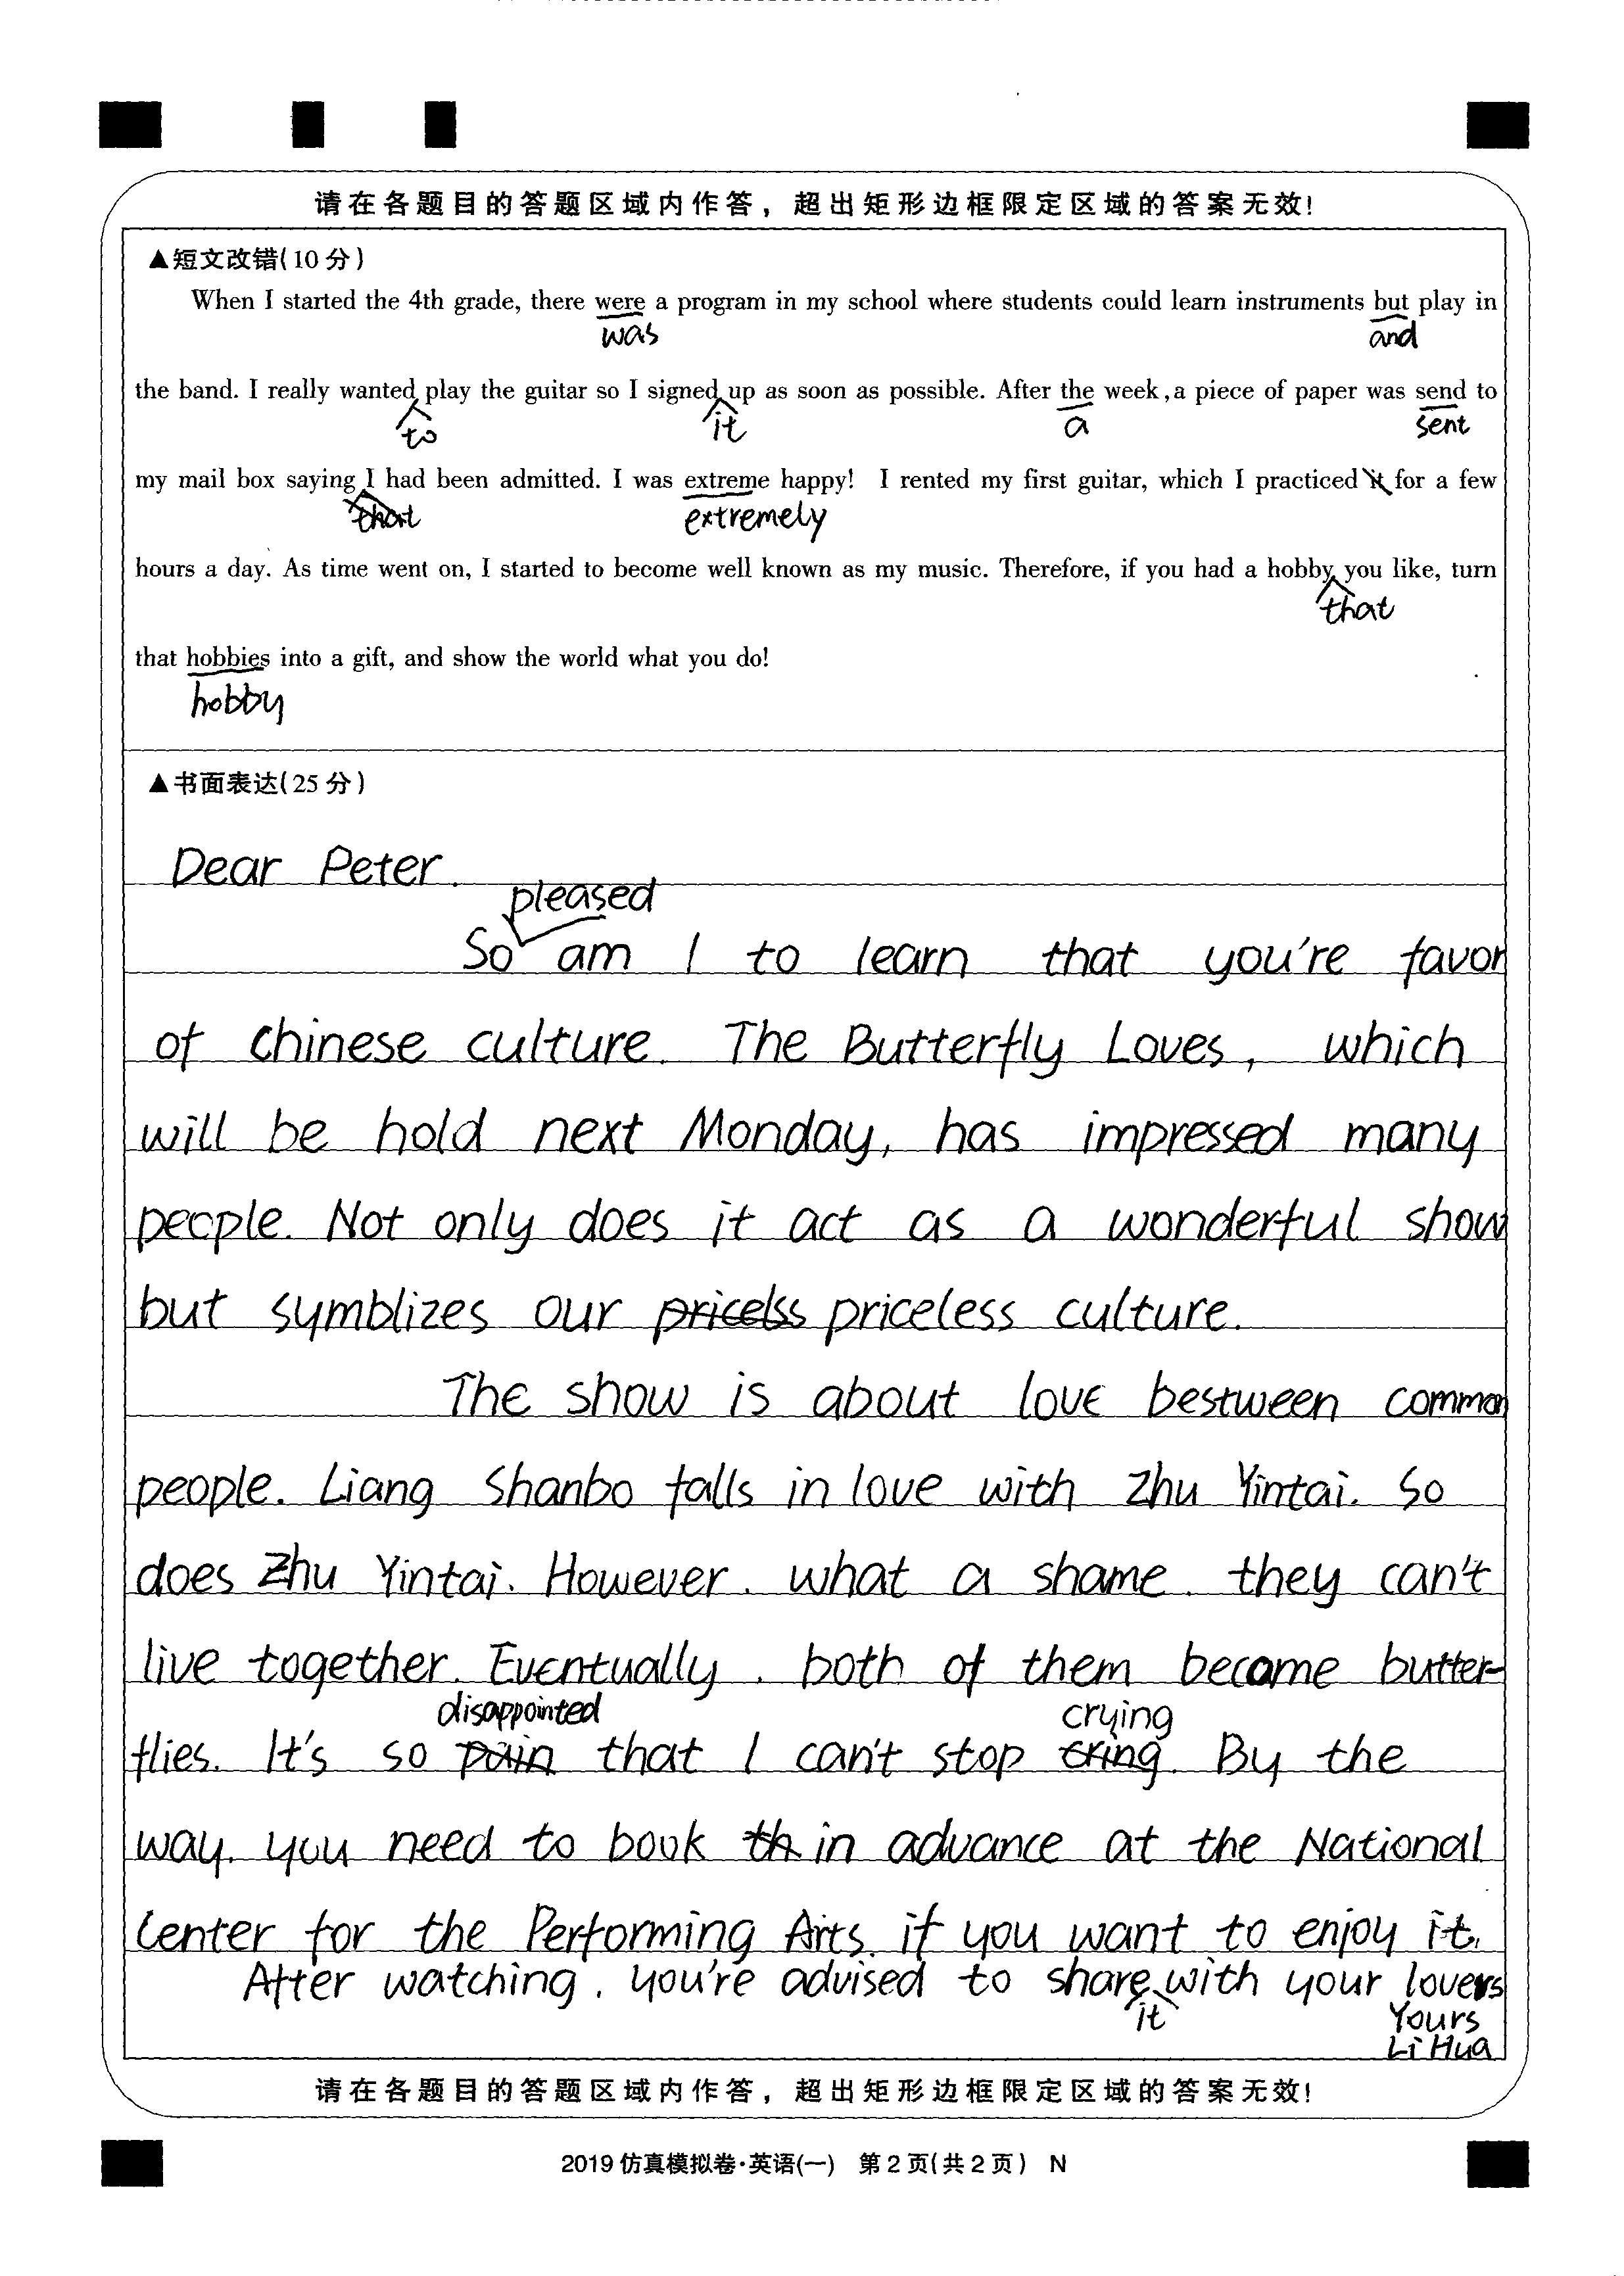 请在各题目的答题区域内作答，超出矩形边框限定区域的答案无效！
▲短文改错(10分)
When I started the 4th grade, there were a program in my school where students could learn instruments but play in
was and
the band. I really wanted play the guitar so I signed up as soon as possible. After the week, a piece of paper was send to
to it a sent
my mail box saying I had been admitted. I was extreme happy! I rented my first guitar, which I practiced it for a few
that extremely
hours a day. As time went on, I started to become well known as my music. Therefore, if you had a hobby you like, turn
that
that hobbies into a gift, and show the world what you do!
hobby
▲书面表达(25分)
Dear Peter.
pleased
So am I to learn that you're favor
of Chinese culture. The Butterfly Loves, which
will be hold next Monday, has impressed many
people. Not only does it act as a wonderful show
but symblizes our pricelss priceless culture.
The show is about love bestween common
people. Liang Shanbo falls in love with Zhu Yintai. So
does Zhu Yintai. However. what a shame. they can't
live together. Eventually. both of them became butter-
disappointed crying
flies. It's so pain that I can't stop cring. By the
way. you need to book th in advance at the National
Center for the Performing Arts. if you want to enjoy it.
After watching. you're advised to share with your lovers
it Yours
Li Hua
请在各题目的答题区域内作答，超出矩形边框限定区域的答案无效！
2019仿真模拟卷·英语(一) 第2页(共2页) N